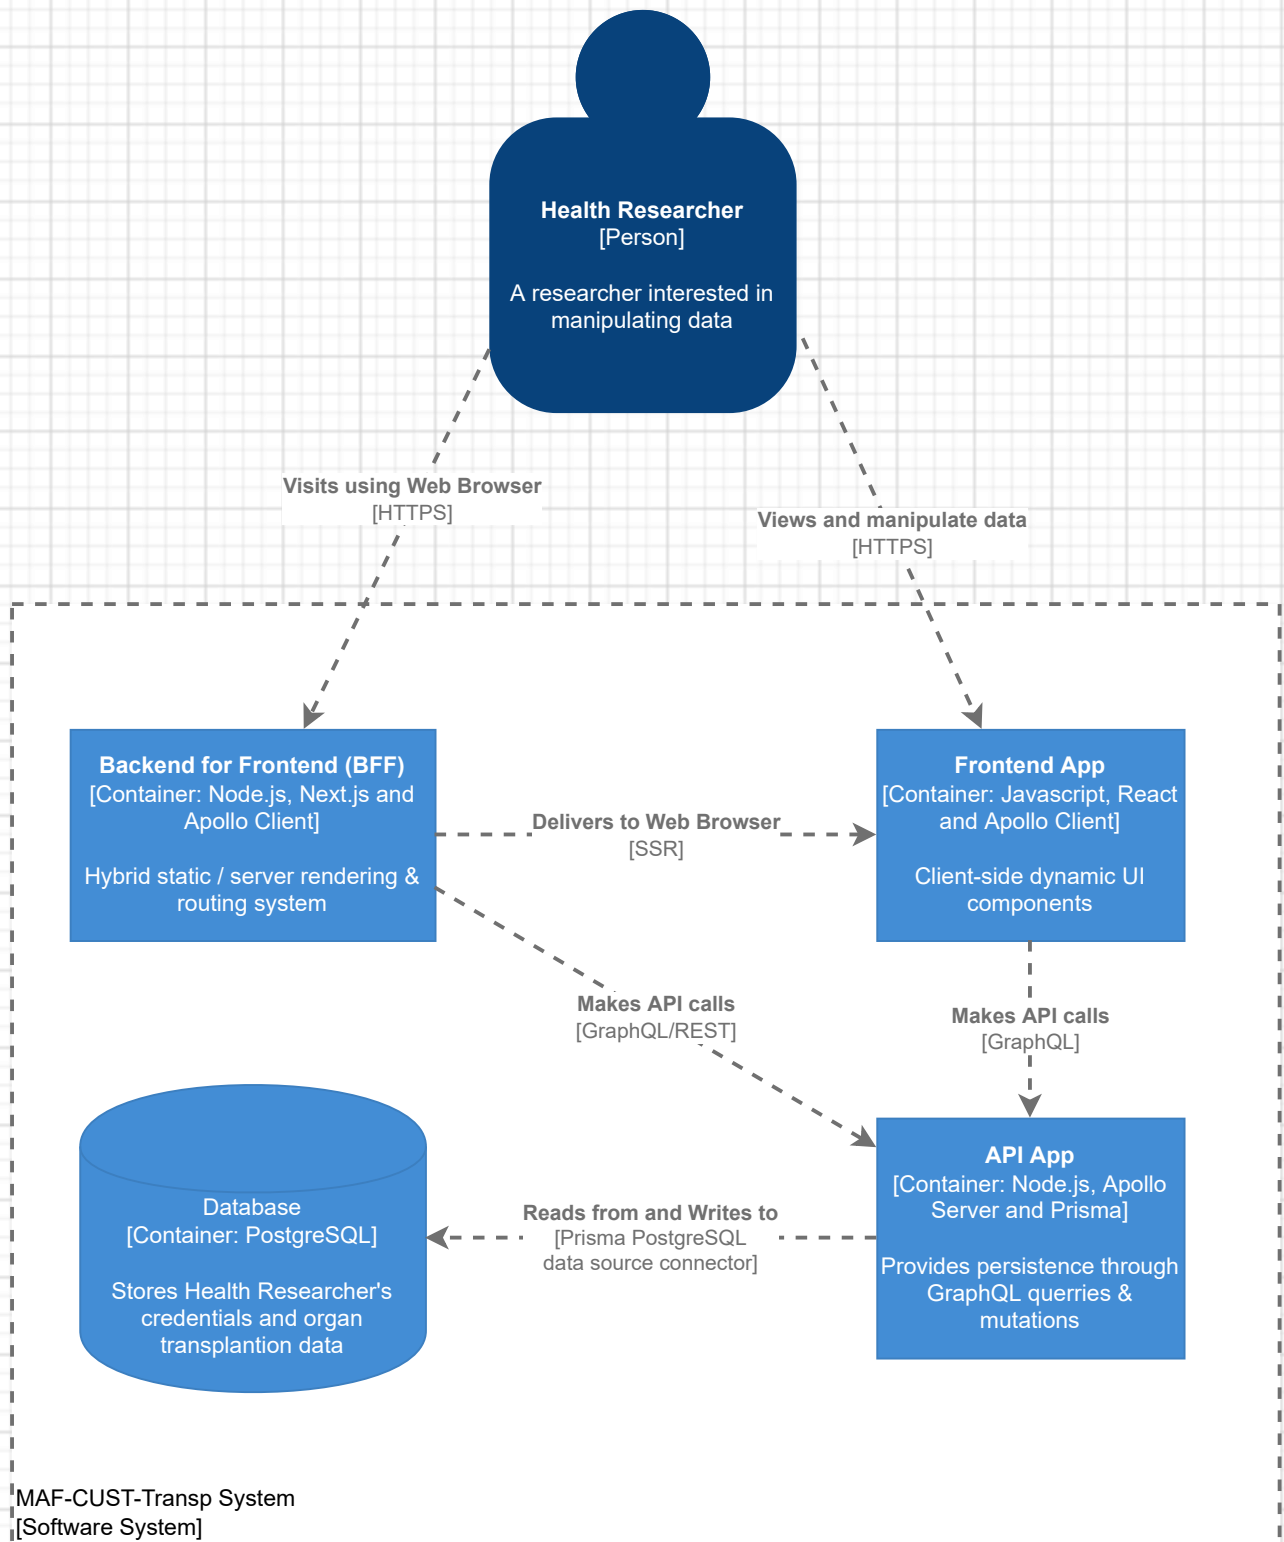 Health Researcher
[Person]
A researcher interested in
manipulating data
Visits using Web Browser
[HTTPS]
Views and manipulate data
[HTTPS]
Backend for Frontend (BFF)
[Container: Node.js, Next.js and
Apollo Client]
Hybrid static / server rendering &
routing system
Delivers to Web Browser
[SSR]
Frontend App
[Container: Javascript, React
and Apollo Client]
Client-side dynamic UI
components
Makes API calls
[GraphQL/REST]
Makes API calls
[GraphQL]
Database
[Container: PostgreSQL]
Stores Health Researcher's
credentials and organ
transplantion data
Reads from and Writes to
[Prisma PostgreSQL
data source connector]
API App
[Container: Node.js, Apollo
Server and Prisma]
Provides persistence through
GraphQL querries &
mutations
MAF-CUST-Transp System
[Software System]